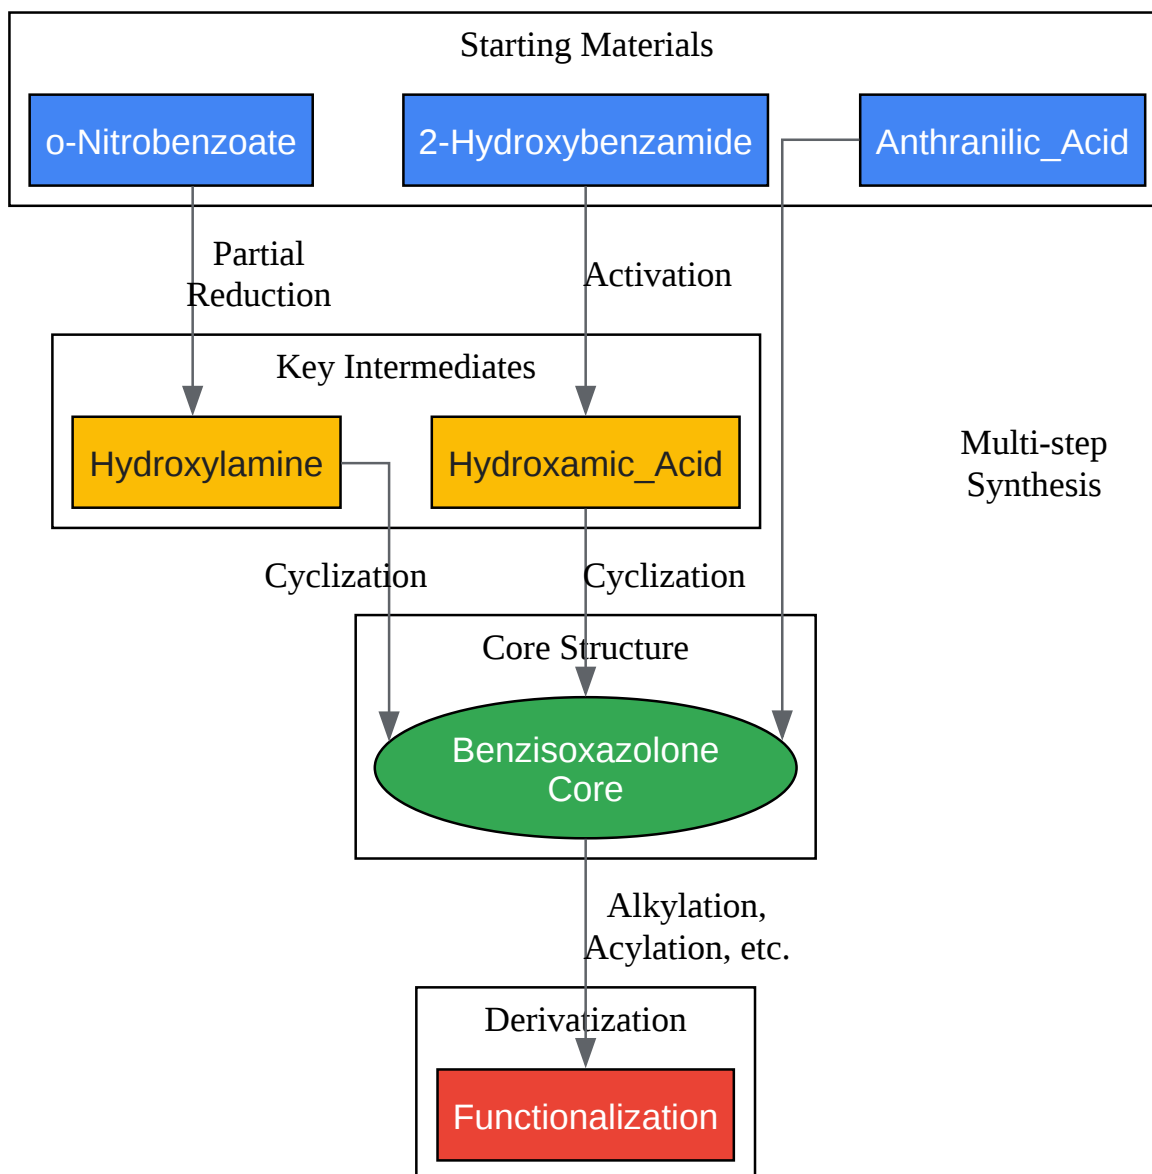 Starting Materials
o-Nitrobenzoate
2-Hydroxybenzamide
Anthranilic_Acid
Partial
Reduction
Activation
Key Intermediates
Hydroxylamine
Hydroxamic_Acid
Multi-step
Synthesis
Cyclization
Cyclization
Core Structure
Benzisoxazolone
Core
Alkylation,
Acylation, etc.
Derivatization
Functionalization